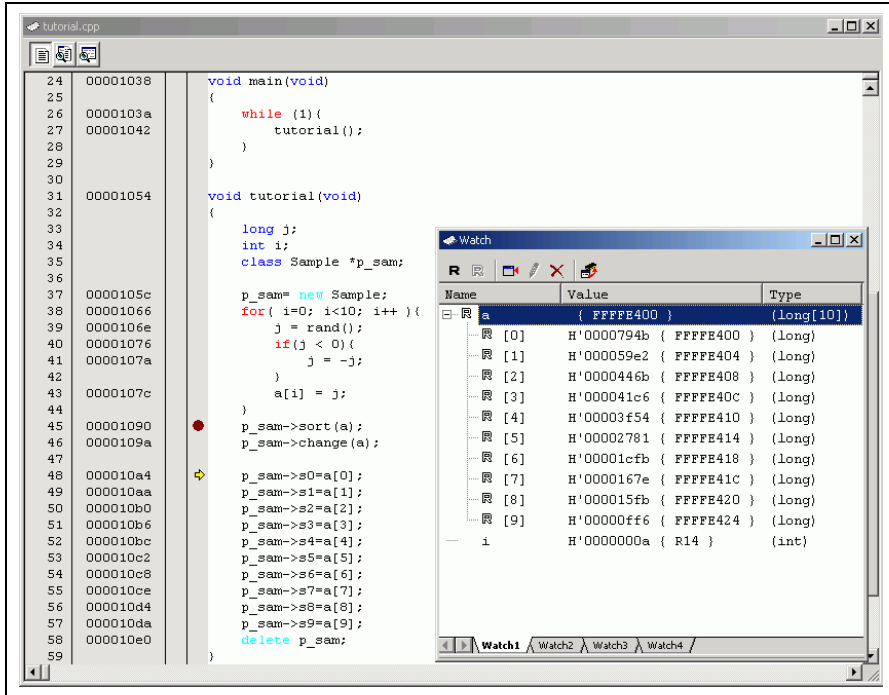 tutorial.cpp
24 00001038 void main(void)
25 {
26 0000103a while (1){
27 00001042 tutorial();
28 }
29 }
30
31 00001054 void tutorial(void)
32 {
33 long j;
34 int i;
35 class Sample *p_sam;
36
37 0000105c p_sam= new Sample;
38 00001066 for( i=0; i<10; i++ ){
39 0000106e j = rand();
40 00001076 if(j < 0){
41 0000107a j = -j;
42 }
43 0000107c a[i] = j;
44 }
45 00001090 p_sam->sort(a);
46 0000109a p_sam->change(a);
47
48 000010a4 p_sam->s0=a[0];
49 000010aa p_sam->s1=a[1];
50 000010b0 p_sam->s2=a[2];
51 000010b6 p_sam->s3=a[3];
52 000010bc p_sam->s4=a[4];
53 000010c2 p_sam->s5=a[5];
54 000010c8 p_sam->s6=a[6];
55 000010ce p_sam->s7=a[7];
56 000010d4 p_sam->s8=a[8];
57 000010da p_sam->s9=a[9];
58 000010e0 delete p_sam;
59 }
Watch
R R
Name Value Type
R a { FFFFE400 } (long[10])
R [0] H'0000794b { FFFFE400 } (long)
R [1] H'000059e2 { FFFFE404 } (long)
R [2] H'0000446b { FFFFE408 } (long)
R [3] H'000041c6 { FFFFE40C } (long)
R [4] H'00003f54 { FFFFE410 } (long)
R [5] H'00002781 { FFFFE414 } (long)
R [6] H'00001cfb { FFFFE418 } (long)
R [7] H'0000167e { FFFFE41C } (long)
R [8] H'000015fb { FFFFE420 } (long)
R [9] H'00000ff6 { FFFFE424 } (long)
i H'0000000a { R14 } (int)
Watch1 Watch2 Watch3 Watch4